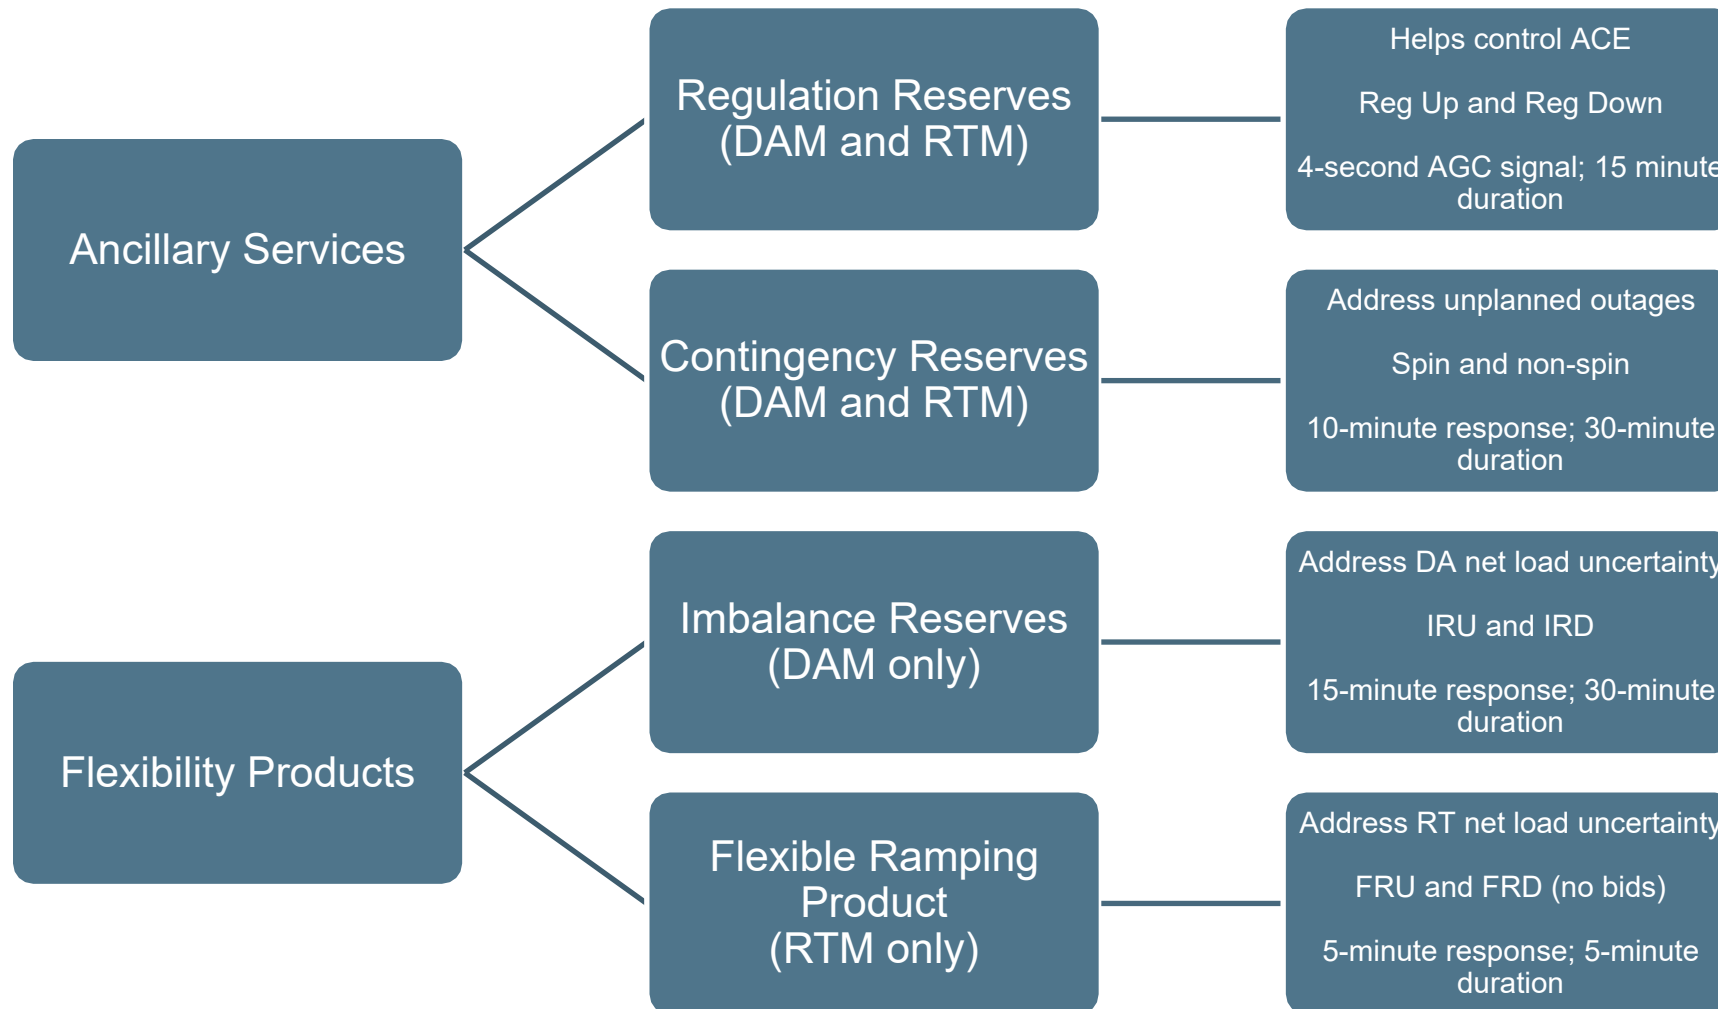 Ancillary Services
Regulation Reserves
(DAM and RTM)
Helps control ACE
Reg Up and Reg Down
4-second AGC signal; 15 minute
duration
Contingency Reserves
(DAM and RTM)
Address unplanned outages
Spin and non-spin
10-minute response; 30-minute
duration
Flexibility Products
Imbalance Reserves
(DAM only)
Address DA net load uncertainty
IRU and IRD
15-minute response; 30-minute
duration
Flexible Ramping
Product
(RTM only)
Address RT net load uncertainty
FRU and FRD (no bids)
5-minute response; 5-minute
duration